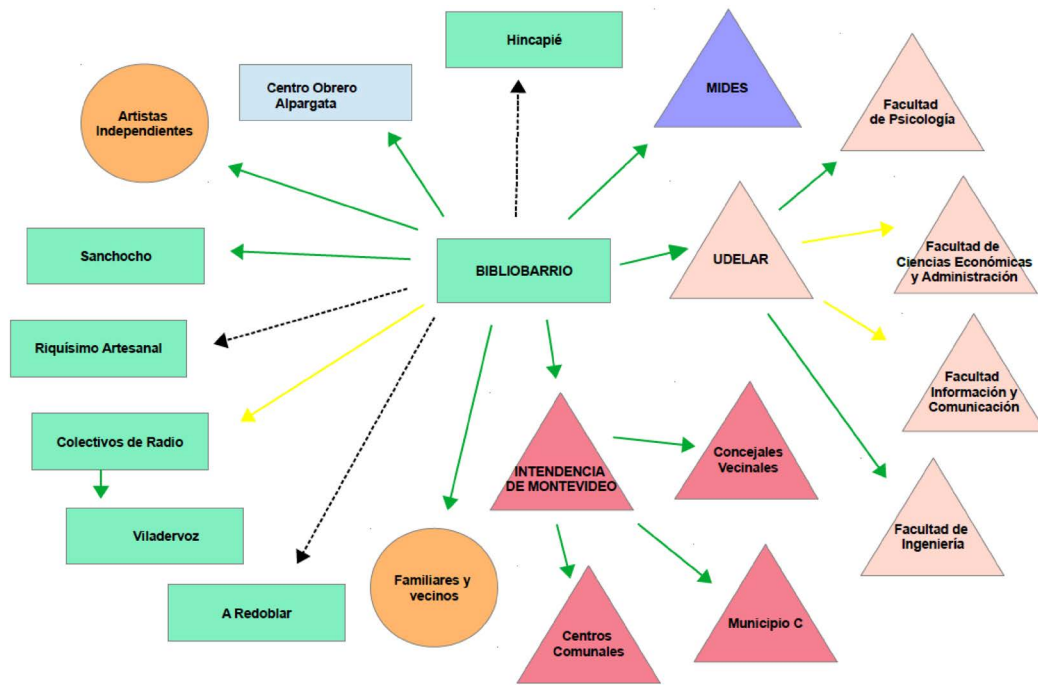 Hincapié
Centro Obrero
Alpargata
MIDES
Facultad
de Psicología
Artistas
Independientes
Sanchocho
BIBLIOBARRIO
UDELAR
Facultad de
Ciencias Económicas
y Administración
Riquísimo Artesanal
Facultad
Información y
Comunicación
Colectivos de Radio
INTENDENCIA
DE MONTEVIDEO
Concejales
Vecinales
Viladervoz
Facultad de
Ingeniería
A Redoblar
Familiares y
vecinos
Centros
Comunales
Municipio C